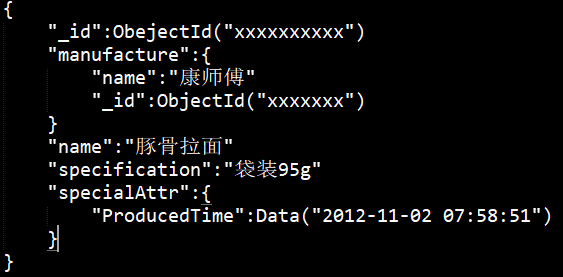 {
"_id":ObejectId("xxxxxxxxxx")
"manufacture":{
"name":"康师傅"
"_id":ObjectId("xxxxxxx")
}
"name":"豚骨拉面"
"specification":"袋装95g"
"specialAttr":{
"ProducedTime":Data("2012-11-02 07:58:51")
}
}